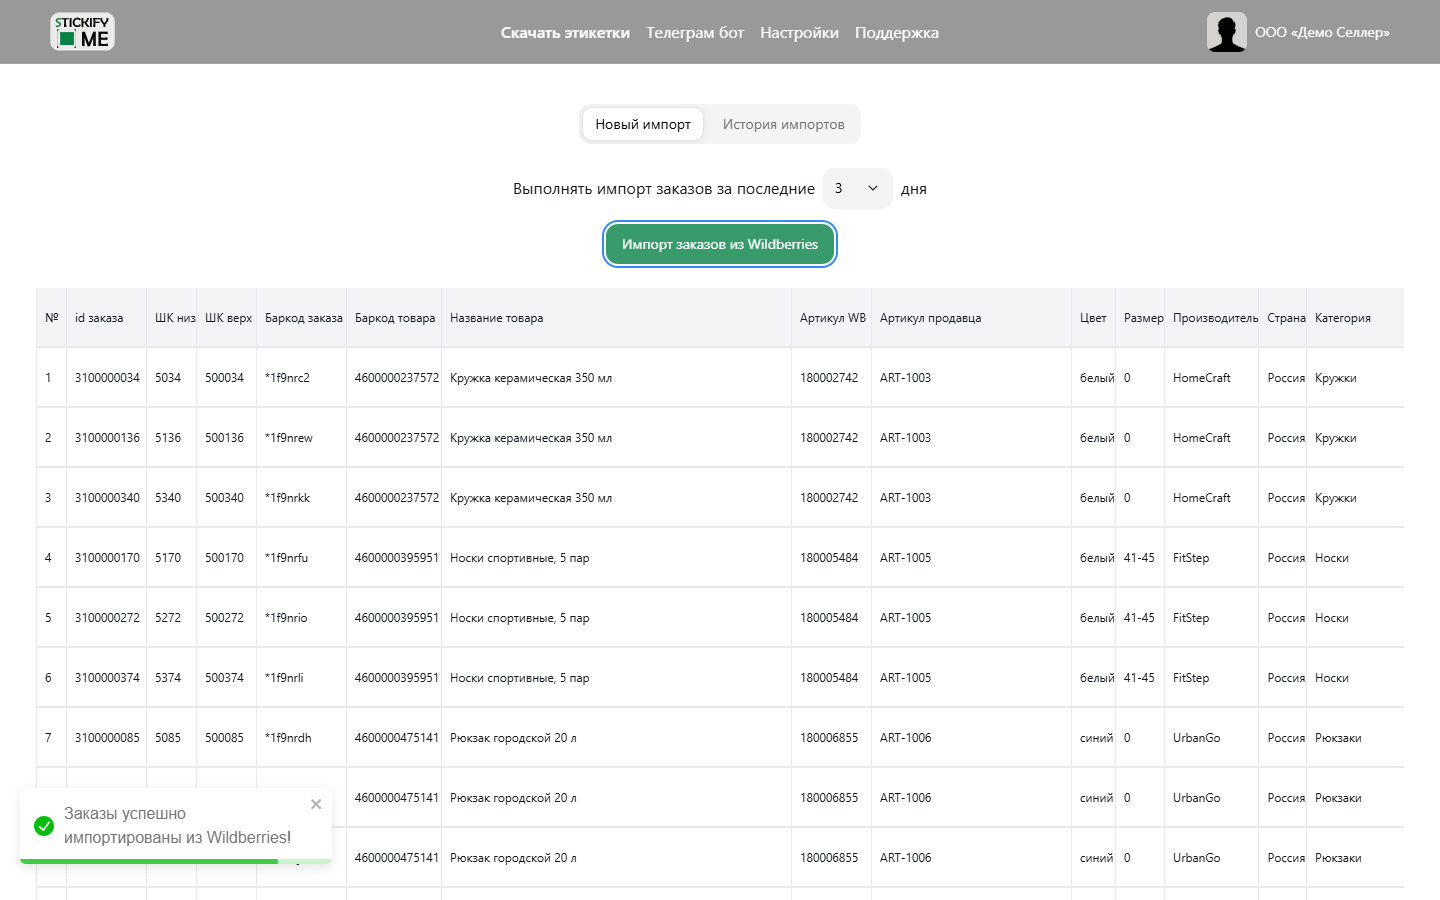 STICKIFY
ME
Скачать этикетки Телеграм бот Настройки Поддержка
ООО «Демо Селлер»
Новый импорт История импортов
Выполнять импорт заказов за последние 3 дня
Импорт заказов из Wildberries
№ id заказа ШК низ ШК верх Баркод заказа Баркод товара Название товара Артикул WB Артикул продавца Цвет Размер Производитель Страна Категория
1 3100000034 5034 500034 *1f9nrc2 4600000237572 Кружка керамическая 350 мл 180002742 ART-1003 белый 0 HomeCraft Россия Кружки
2 3100000136 5136 500136 *1f9nrew 4600000237572 Кружка керамическая 350 мл 180002742 ART-1003 белый 0 HomeCraft Россия Кружки
3 3100000340 5340 500340 *1f9nrkk 4600000237572 Кружка керамическая 350 мл 180002742 ART-1003 белый 0 HomeCraft Россия Кружки
4 3100000170 5170 500170 *1f9nrfu 4600000395951 Носки спортивные, 5 пар 180005484 ART-1005 белый 41-45 FitStep Россия Носки
5 3100000272 5272 500272 *1f9nrio 4600000395951 Носки спортивные, 5 пар 180005484 ART-1005 белый 41-45 FitStep Россия Носки
6 3100000374 5374 500374 *1f9nrli 4600000395951 Носки спортивные, 5 пар 180005484 ART-1005 белый 41-45 FitStep Россия Носки
7 3100000085 5085 500085 *1f9nrdh 4600000475141 Рюкзак городской 20 л 180006855 ART-1006 синий 0 UrbanGo Россия Рюкзаки
4600000475141 Рюкзак городской 20 л 180006855 ART-1006 синий 0 UrbanGo Россия Рюкзаки
4600000475141 Рюкзак городской 20 л 180006855 ART-1006 синий 0 UrbanGo Россия Рюкзаки
Заказы успешно
импортированы из Wildberries!